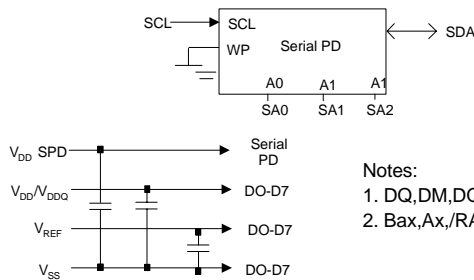 SCL
SCL
WP
Serial PD
SDA
A0 A1 A1
SA0 SA1 SA2
VDD SPD
Serial
PD
VDD/VDDQ
DO-D7
VREF
DO-D7
VSS
DO-D7
Notes:
1. DQ,DM,DQ
2. Bax,Ax,/RA